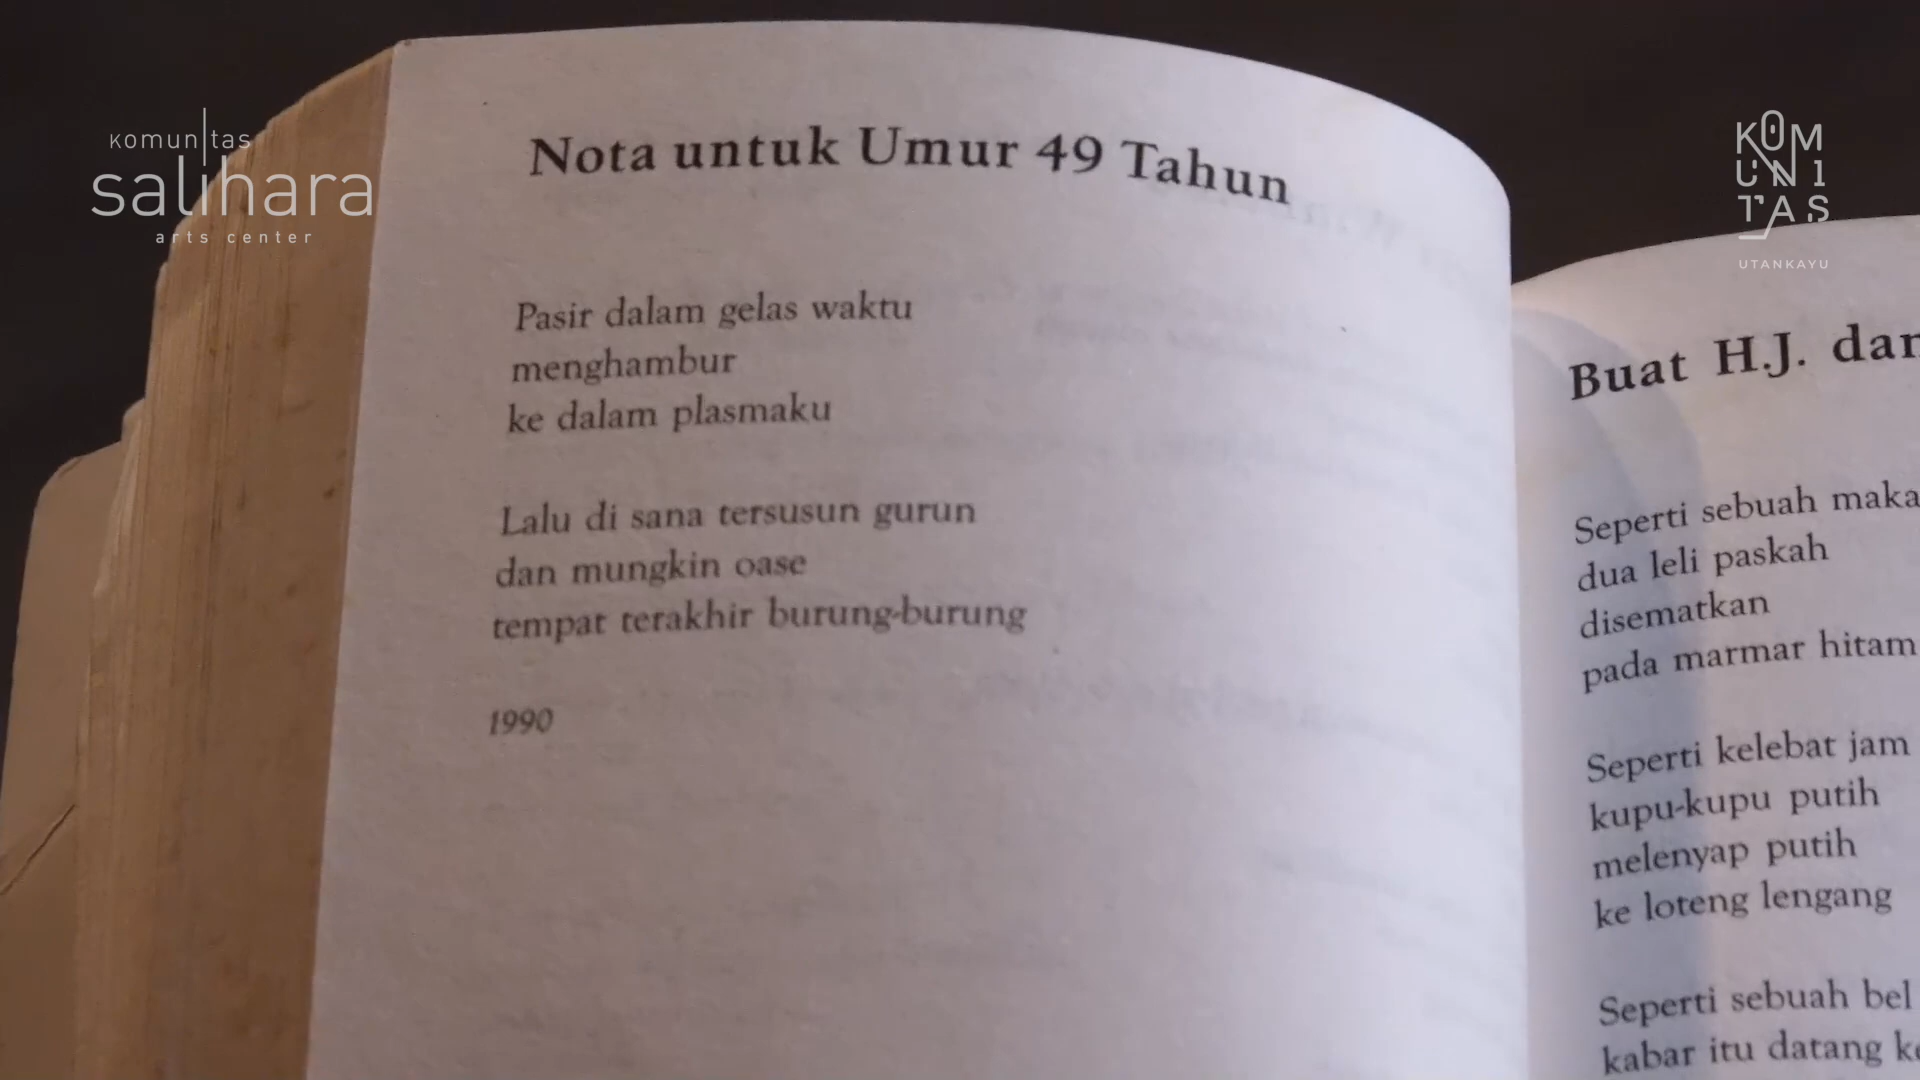 komunitas
salihara
arts center
KOM
UNI
TAS
UTANKAYU
Nota untuk Umur 49 Tahun
Pasir dalam gelas waktu
menghambur
ke dalam plasmaku
Lalu di sana tersusun gurun
dan mungkin oase
tempat terakhir burung-burung
1990
Buat H.J. dan
Seperti sebuah
dua leli paskah
disematkan
pada marmar hitam
Seperti kelebat jam
kupu-kupu putih
melenyap putih
ke loteng lengang
Seperti sebuah bel
kabar itu datang